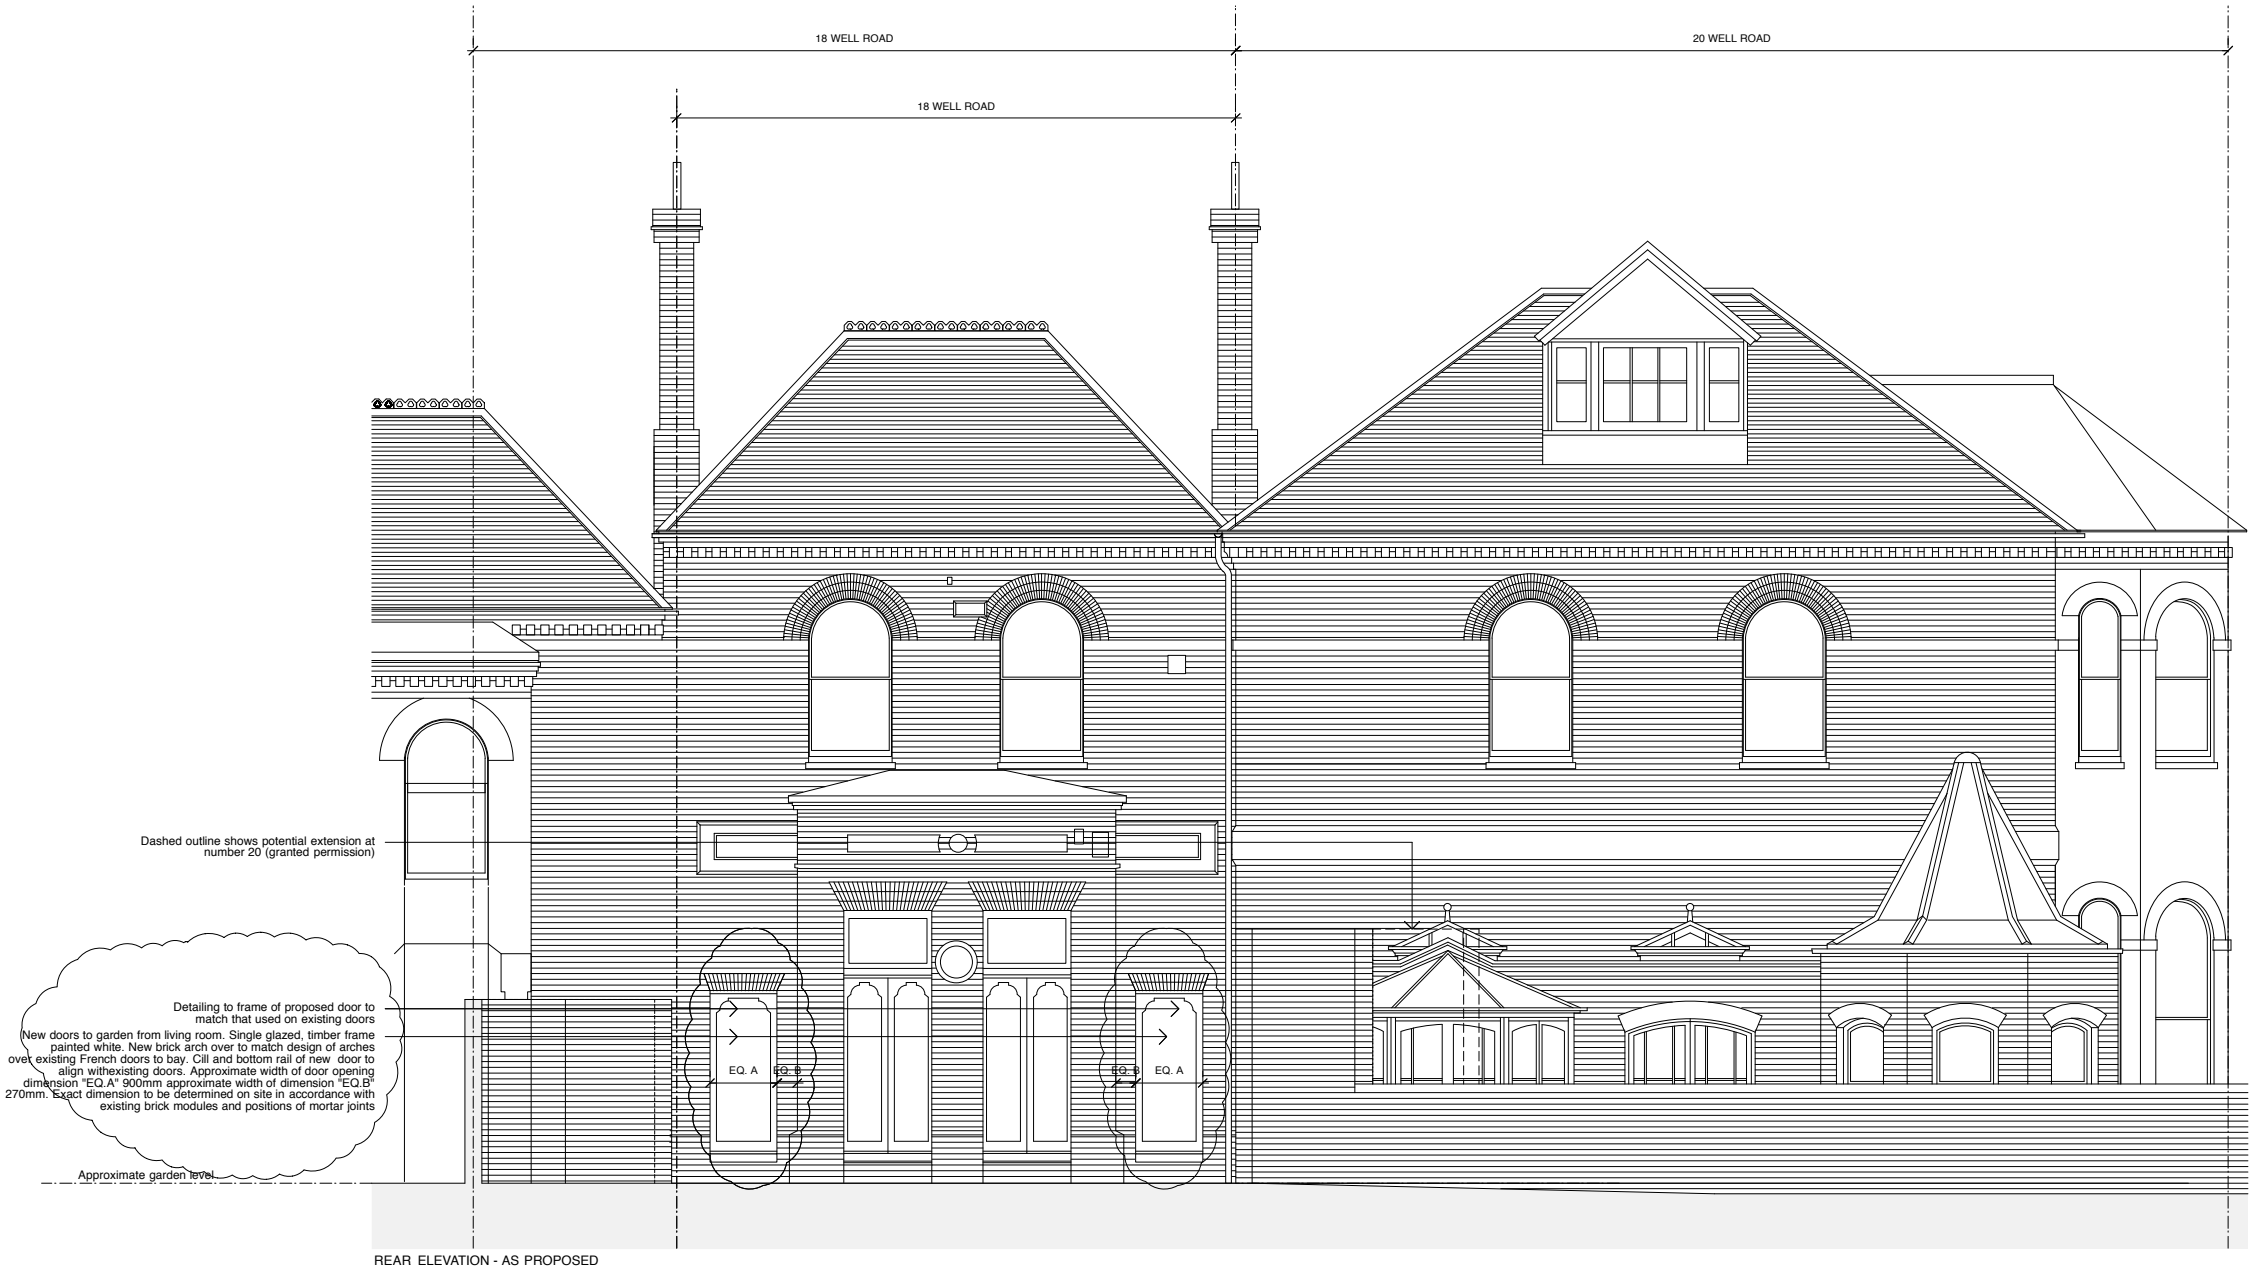 18 WELL ROAD
20 WELL ROAD
18 WELL ROAD
Dashed outline shows potential extension at
number 20 (granted permission)
Detailing to frame of proposed door to
match that used on existing doors
New doors to garden from living room. Single glazed, timber frame
painted white. New brick arch over to match design of arches
over existing French doors to bay. Cill and bottom rail of new door to
align withexisting doors. Approximate width of door opening
dimension "EQ.A" 900mm approximate width of dimension "EQ.B"
270mm. Exact dimension to be determined on site in accordance with
existing brick modules and positions of mortar joints
EQ. A
EQ. B
EQ. B
EQ. A
Approximate garden level
REAR ELEVATION - AS PROPOSED